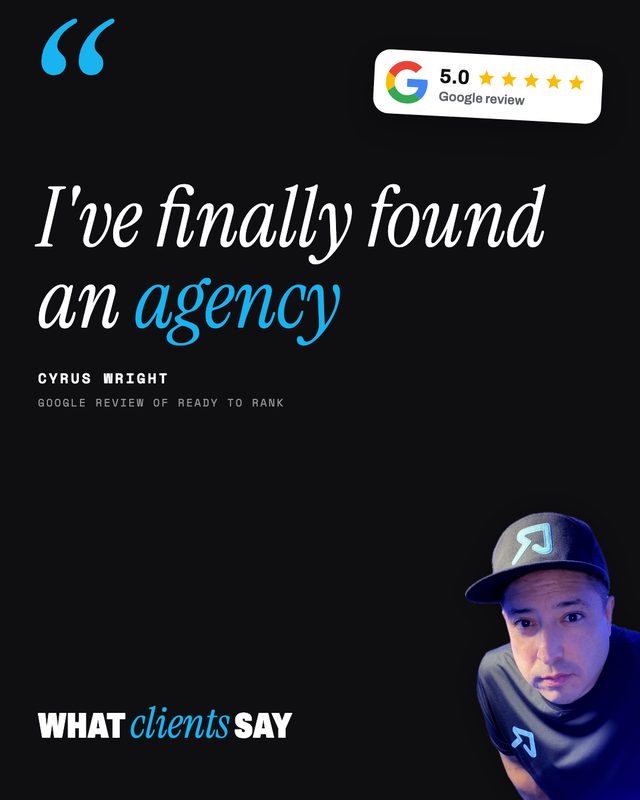 “
5.0
Google review
I've finally found
an agency
CYRUS WRIGHT
GOOGLE REVIEW OF READY TO RANK
WHAT clients SAY